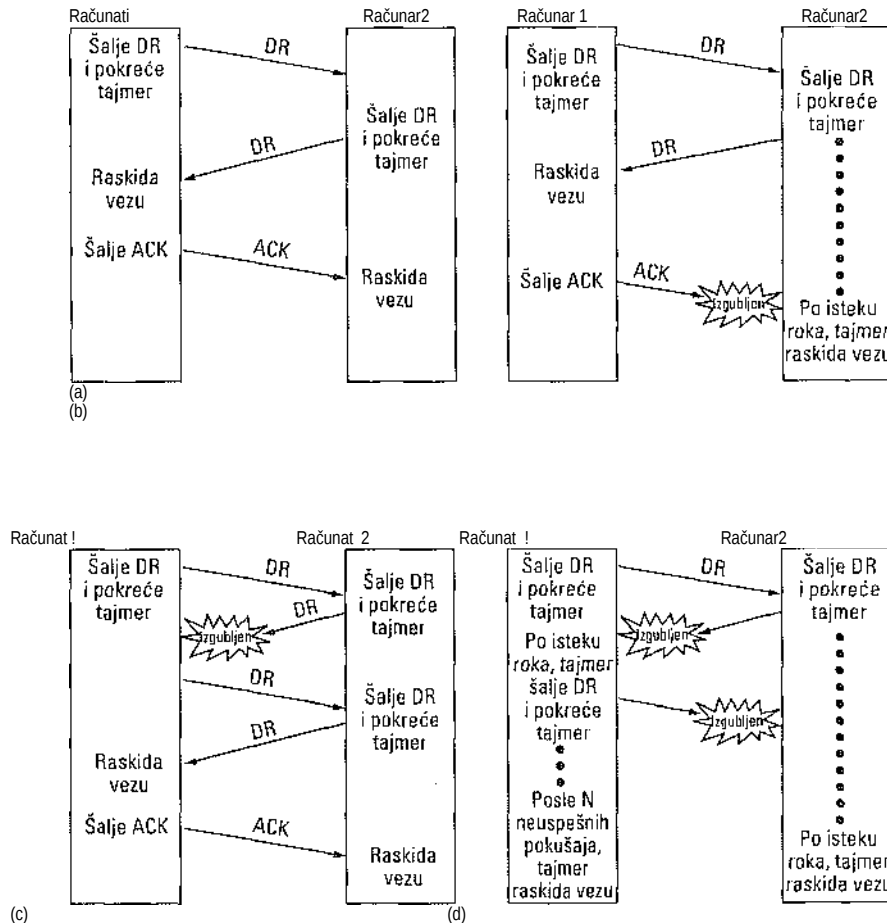 Računati
Šalje DR
i pokreće
tajmer
Raskida
vezu
Šalje ACK
DR
DR
ACK
Računar2
Šalje DR
i pokreće
tajmer
Raskida
vezu
Računar 1
Šalje DR
i pokreće
tajmer
Raskida
vezu
Šalje ACK
DR
DR
ACK
Izgubljen
Računar2
Šalje DR
i pokreće
tajmer
Po isteku
roka, tajmer
raskida vezu
(a)
(b)
Računat !
Šalje DR
i pokreće
tajmer
Raskida
vezu
Šalje ACK
DR
DR
Izgubljen
DR
DR
ACK
Računat 2
Šalje DR
i pokreće
tajmer
Šalje DR
i pokreće
tajmer
Raskida
vezu
Računat !
Šalje DR
i pokreće
tajmer
Po isteku
roka, tajmer
šalje DR
i pokreće
tajmer
Posle N
neuspešnih
pokušaja,
tajmer
raskida vezu
DR
Izgubljen
Izgubljen
Računar2
Šalje DR
i pokreće
tajmer
Po isteku
roka, tajmer
raskida vezu
(c)
(d)